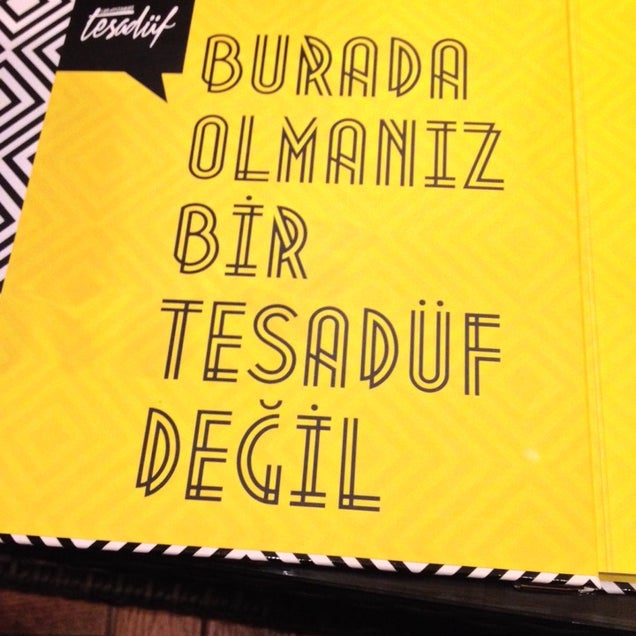 tesadüf
BURADA
OLMANIZ
BİR
TESADÜF
DEĞİL